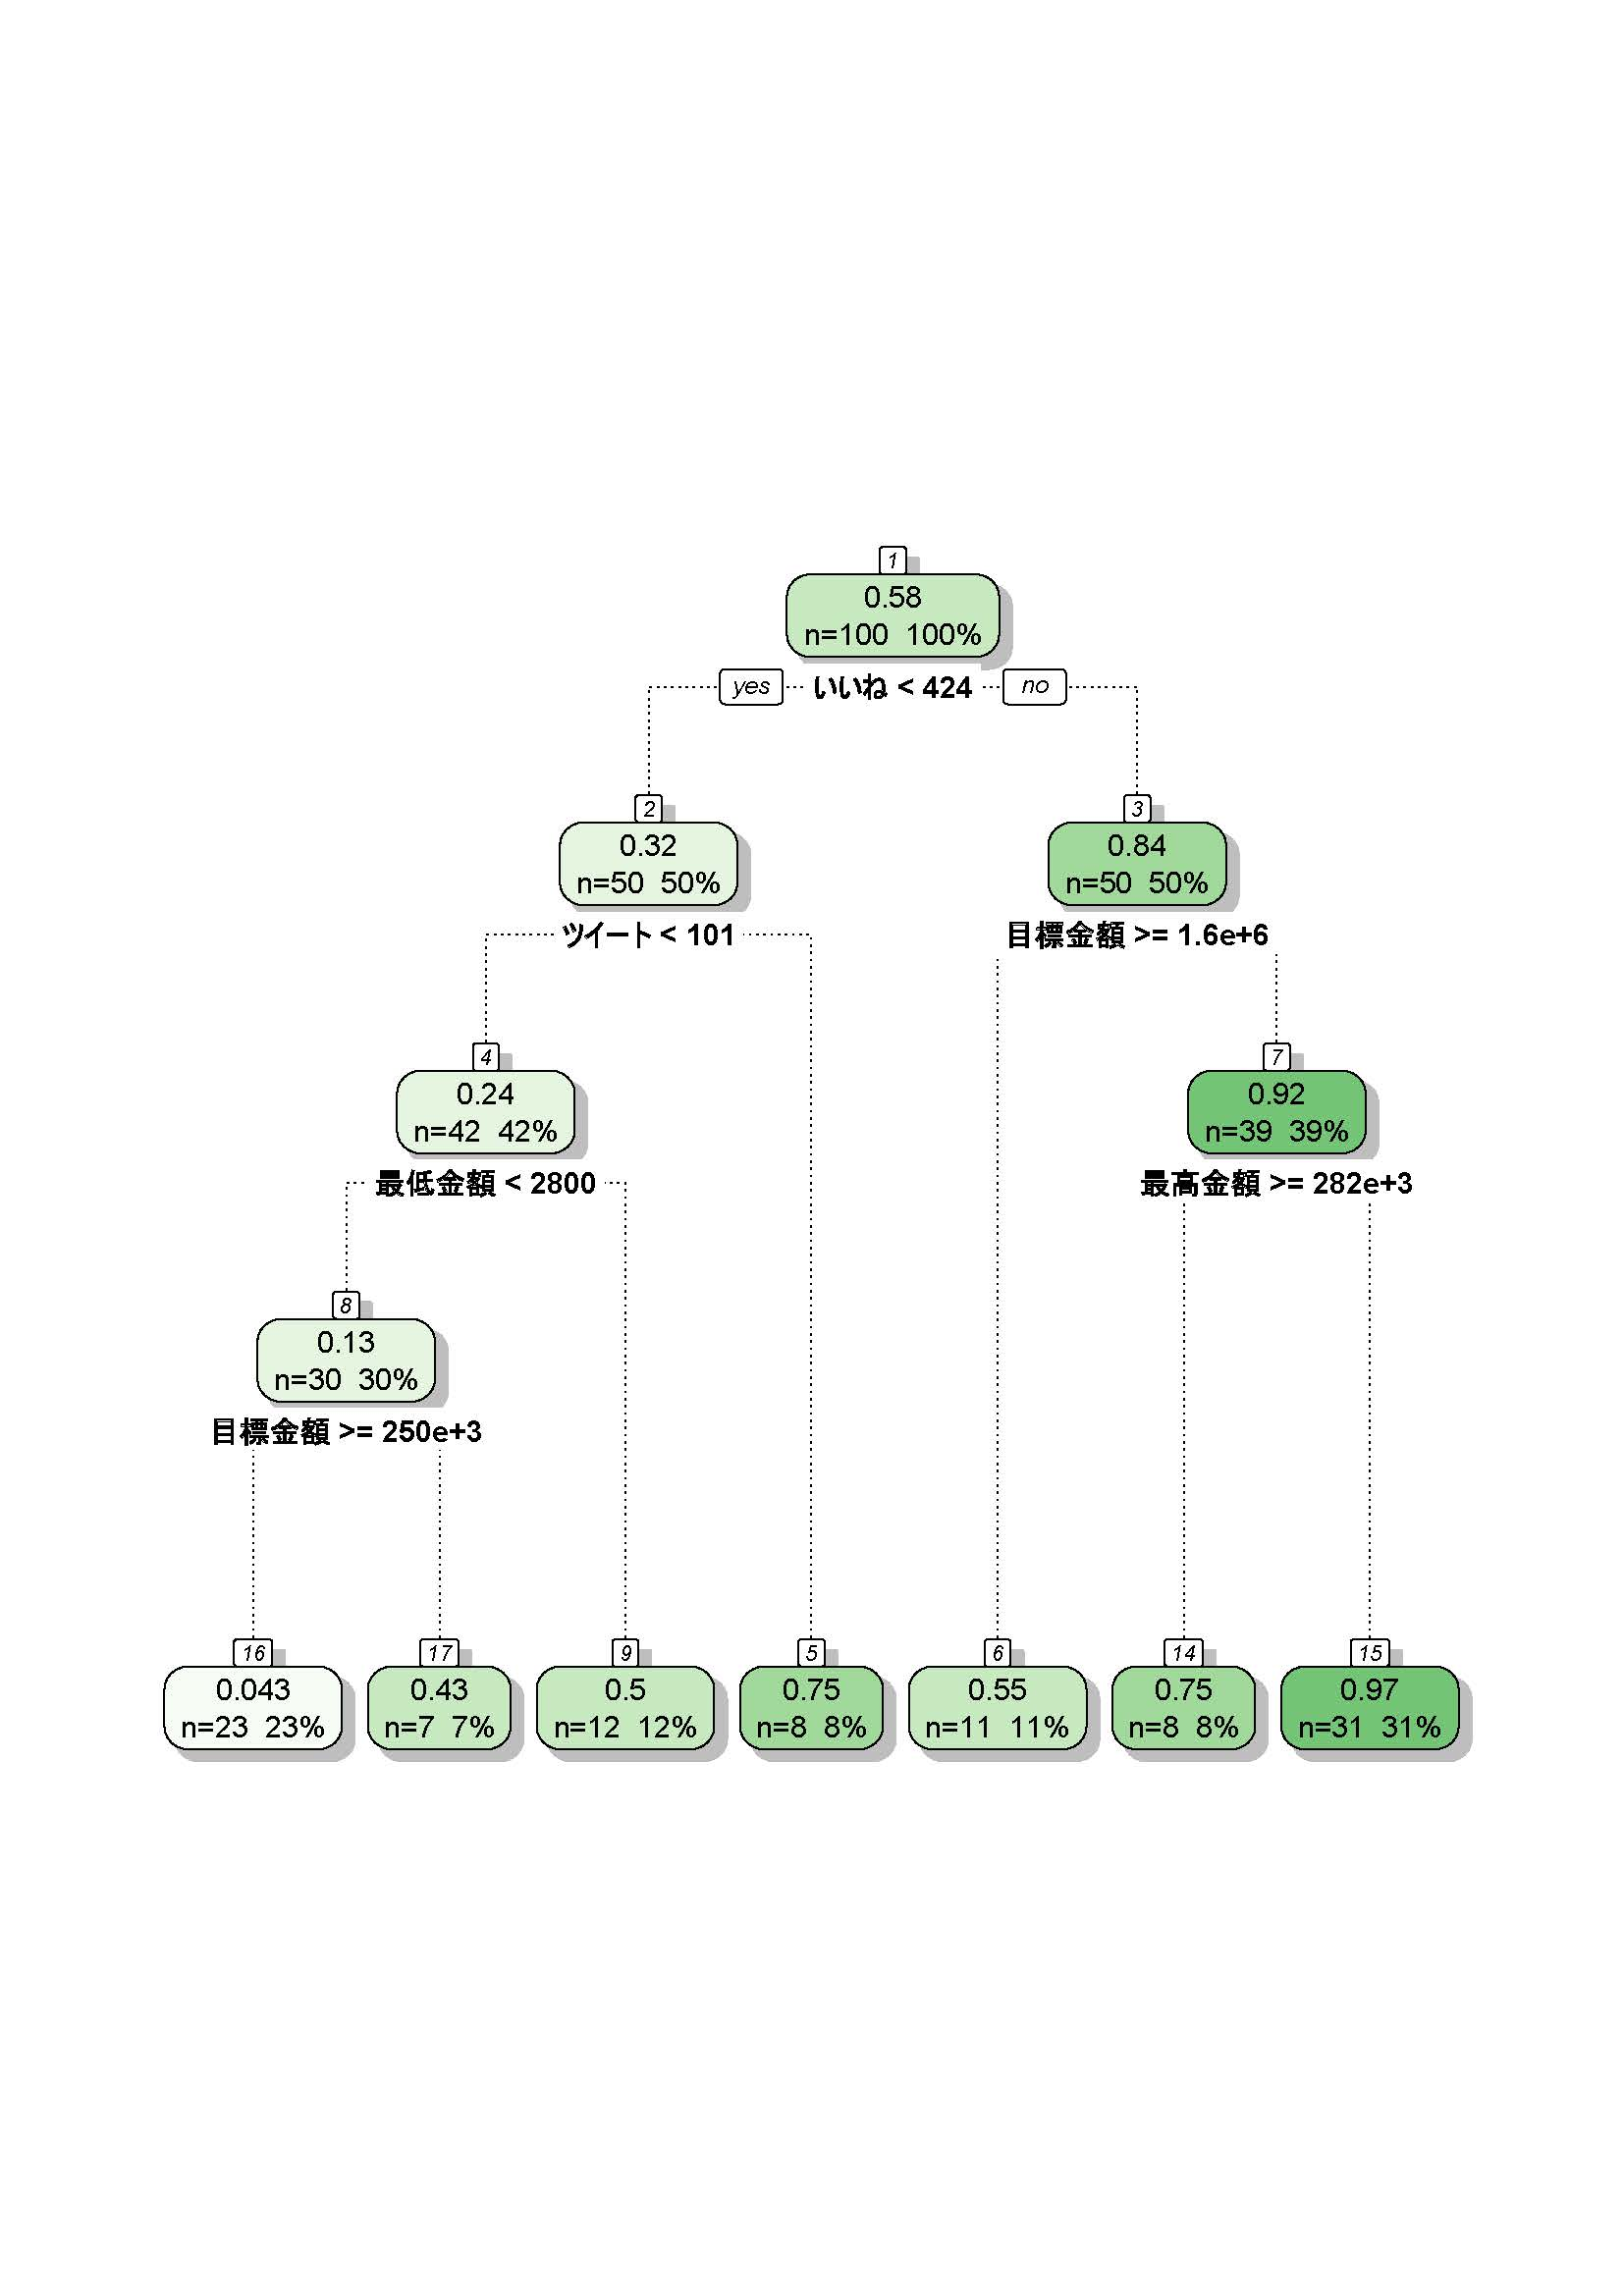 1
0.58
n=100 100%
yes いいね < 424 no
2
0.32
n=50 50%
3
0.84
n=50 50%
ツイート < 101
目標金額 >= 1.6e+6
4
0.24
n=42 42%
7
0.92
n=39 39%
最低金額 < 2800
最高金額 >= 282e+3
8
0.13
n=30 30%
目標金額 >= 250e+3
16
0.043
n=23 23%
17
0.43
n=7 7%
9
0.5
n=12 12%
5
0.75
n=8 8%
6
0.55
n=11 11%
14
0.75
n=8 8%
15
0.97
n=31 31%